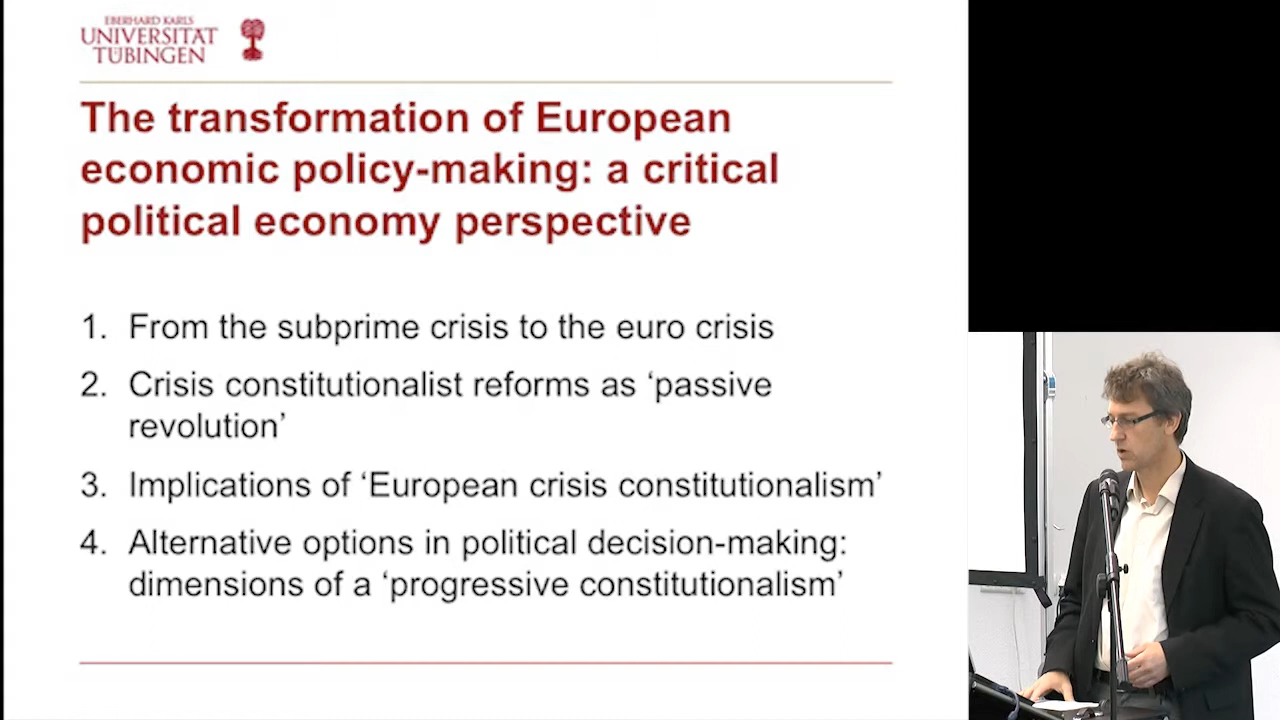 EBERHARD KARLS
UNIVERSITÄT
TÜBINGEN
The transformation of European
economic policy-making: a critical
political economy perspective
1. From the subprime crisis to the euro crisis
2. Crisis constitutionalist reforms as ‘passive
revolution’
3. Implications of ‘European crisis constitutionalism’
4. Alternative options in political decision-making:
dimensions of a ‘progressive constitutionalism’